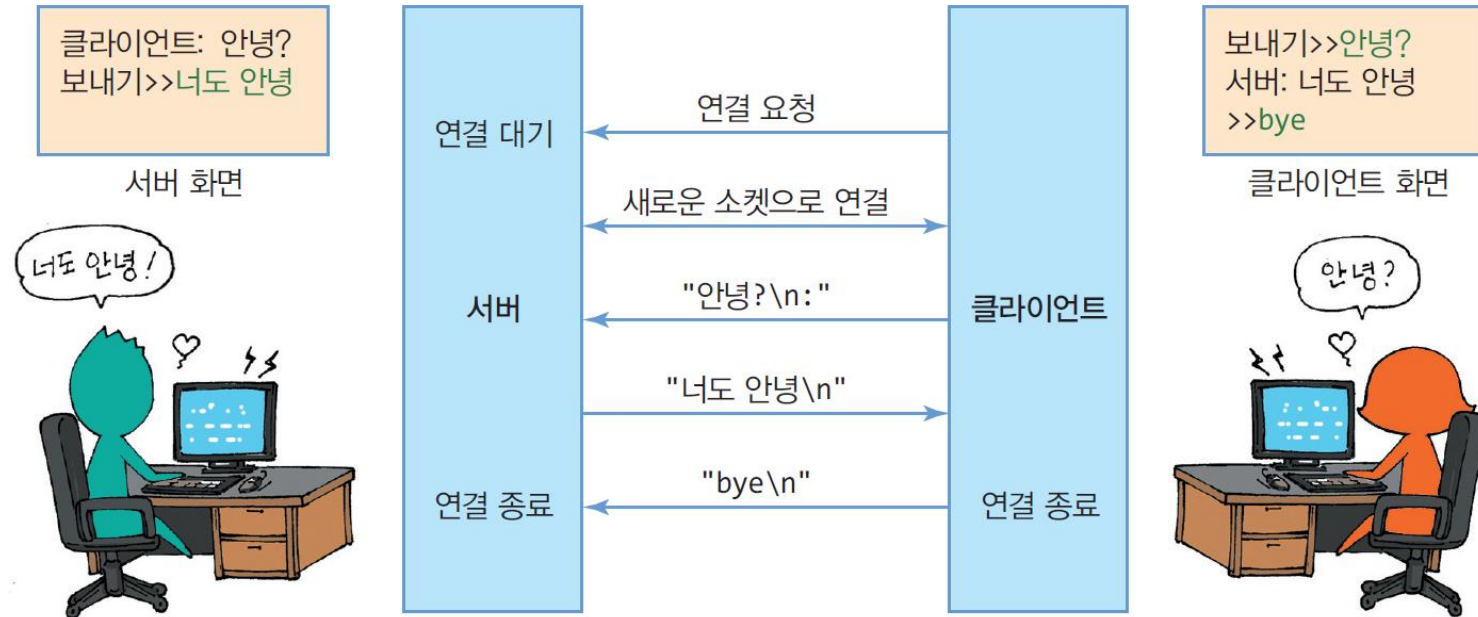 클라이언트: 안녕?
보내기>>너도 안녕
서버 화면
너도 안녕!
연결 대기
서버
연결 종료
연결 요청
새로운 소켓으로 연결
"안녕?\n:"
"너도 안녕\n"
"bye\n"
클라이언트
연결 종료
보내기>>안녕?
서버: 너도 안녕
>>bye
클라이언트 화면
안녕?